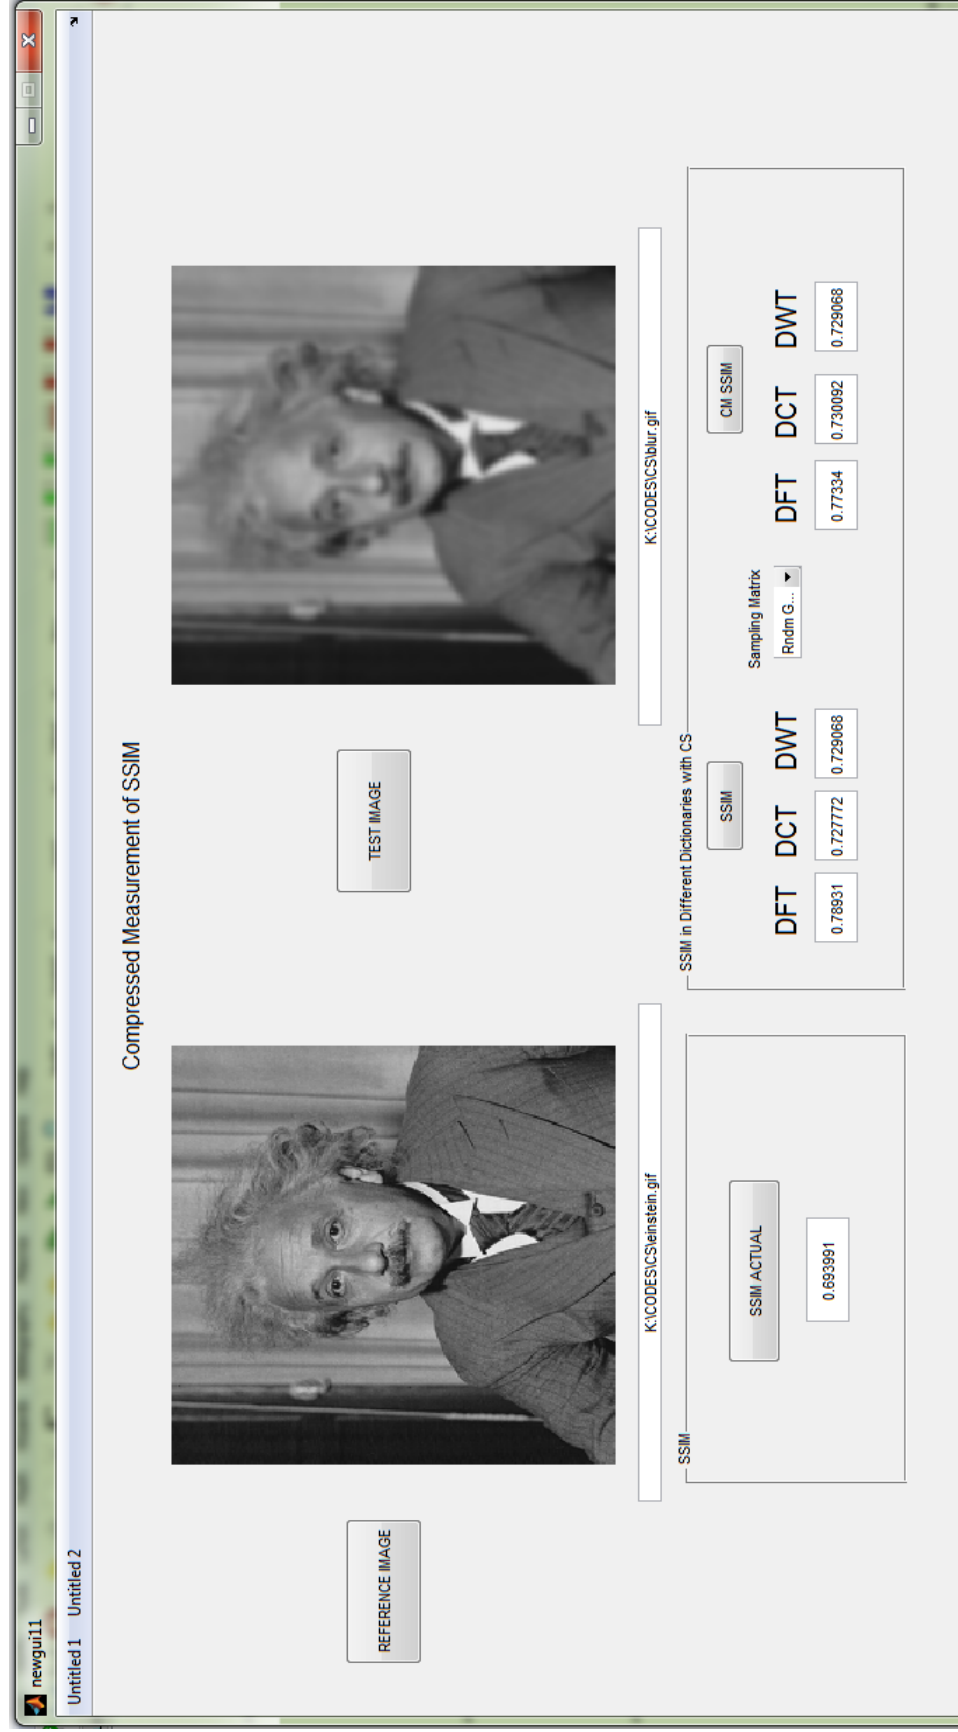 newgui11
Untitled 1 Untitled 2
Compressed Measurement of SSIM
REFERENCE IMAGE
TEST IMAGE
K:\CODES\CS\einstein.gif
K:\CODES\CS\blur.gif
SSIM
SSIM ACTUAL
0.693991
SSIM in Different Dictionaries with CS
SSIM
CM SSIM
Sampling Matrix
Rndm G...
DFT DCT DWT
DFT DCT DWT
0.78931 0.727772 0.729068
0.77334 0.730092 0.729068